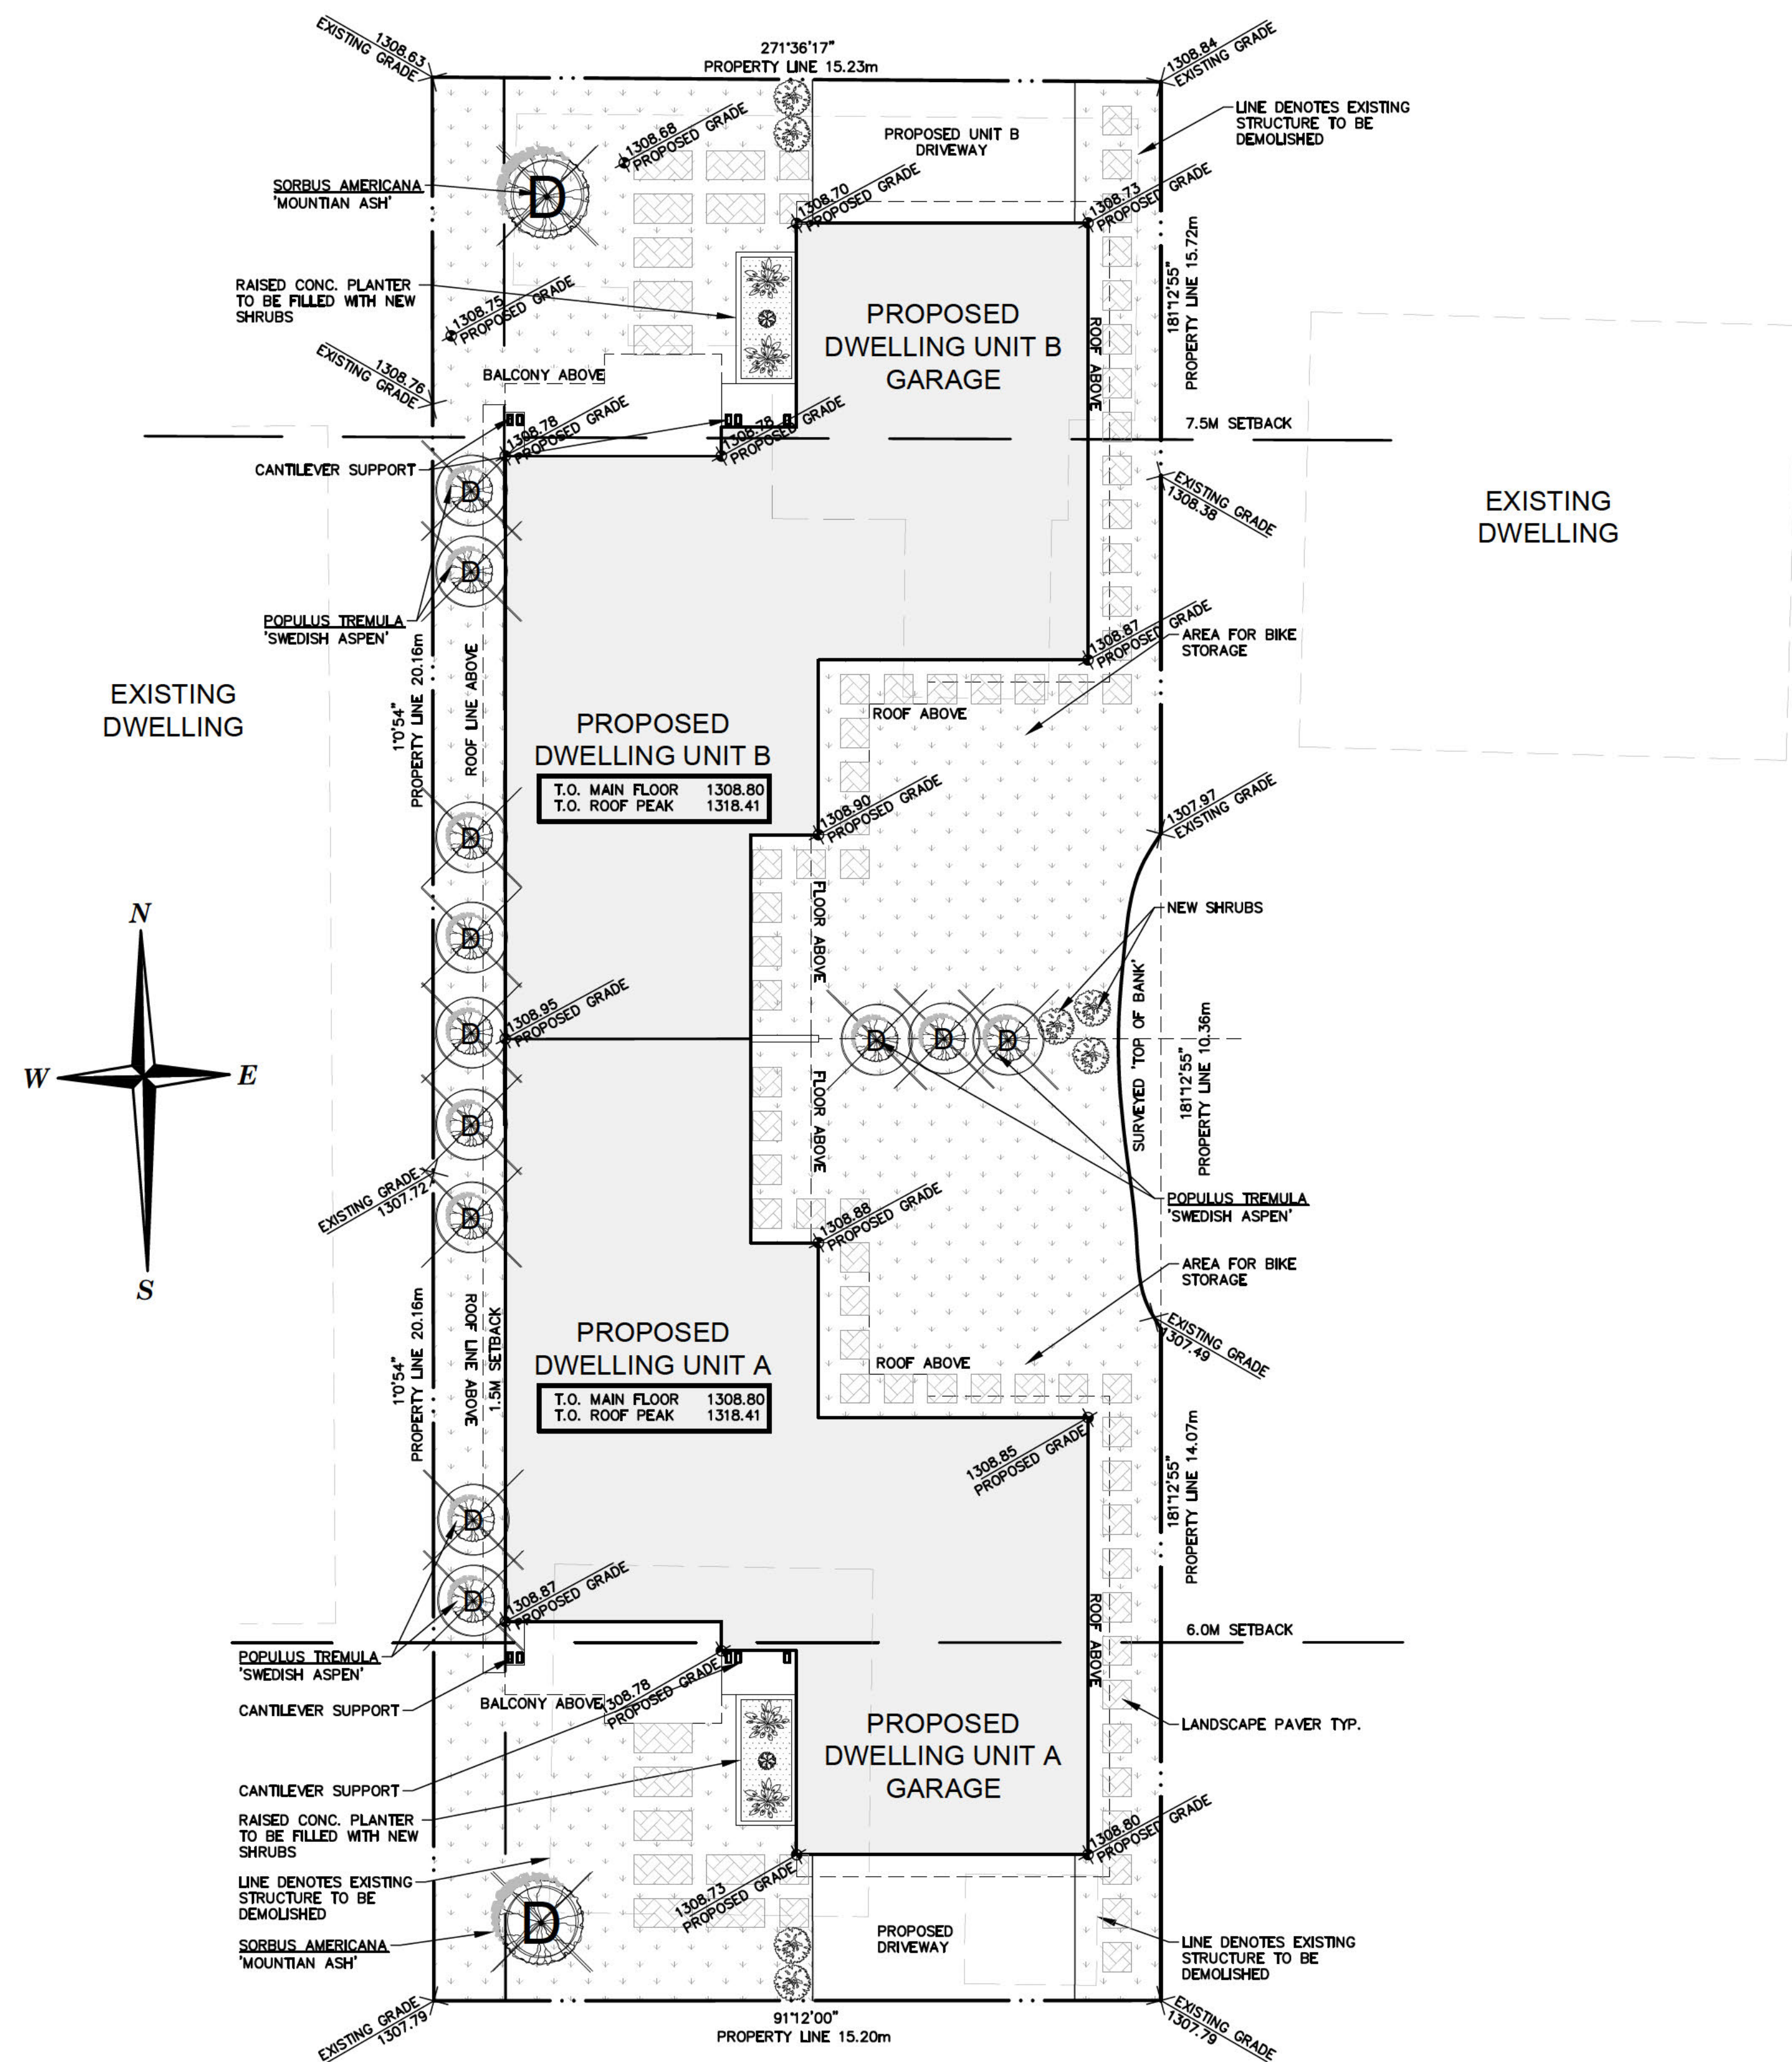 271°36'17"
PROPERTY LINE 15.23m
1308.63
EXISTING GRADE
1308.84
EXISTING GRADE
LINE DENOTES EXISTING
STRUCTURE TO BE
DEMOLISHED
PROPOSED UNIT B
DRIVEWAY
1308.68
PROPOSED GRADE
SORBUS AMERICANA
'MOUNTIAN ASH'
D
1308.70
PROPOSED GRADE
1308.73
PROPOSED GRADE
181°12'55"
PROPERTY LINE 15.72m
RAISED CONC. PLANTER
TO BE FILLED WITH NEW
SHRUBS
1308.75
PROPOSED GRADE
PROPOSED
DWELLING UNIT B
GARAGE
ROOF ABOVE
1308.76
EXISTING GRADE
BALCONY ABOVE
1308.78
PROPOSED GRADE
1308.78
PROPOSED GRADE
7.5M SETBACK
CANTILEVER SUPPORT
D
EXISTING GRADE
1308.38
EXISTING
DWELLING
D
POPULUS TREMULA
'SWEDISH ASPEN'
1308.87
PROPOSED GRADE
AREA FOR BIKE
STORAGE
EXISTING
DWELLING
1°0'54"
PROPERTY LINE 20.16m
ROOF LINE ABOVE
PROPOSED
DWELLING UNIT B
T.O. MAIN FLOOR 1308.80
T.O. ROOF PEAK 1318.41
ROOF ABOVE
1308.90
PROPOSED GRADE
1307.97
EXISTING GRADE
D
FLOOR ABOVE
NEW SHRUBS
N
W
E
S
D
SURVEYED 'TOP OF BANK'
181°12'55"
PROPERTY LINE 10.36m
D
1308.95
PROPOSED GRADE
D
D
D
D
FLOOR ABOVE
EXISTING GRADE
1307.72
D
1308.88
PROPOSED GRADE
POPULUS TREMULA
'SWEDISH ASPEN'
AREA FOR BIKE
STORAGE
1°0'54"
PROPERTY LINE 20.16m
ROOF LINE ABOVE
1.5M SETBACK
PROPOSED
DWELLING UNIT A
T.O. MAIN FLOOR 1308.80
T.O. ROOF PEAK 1318.41
ROOF ABOVE
EXISTING GRADE
1307.49
1308.85
PROPOSED GRADE
181°12'55"
PROPERTY LINE 14.07m
D
D
1308.87
PROPOSED GRADE
ROOF ABOVE
6.0M SETBACK
POPULUS TREMULA
'SWEDISH ASPEN'
CANTILEVER SUPPORT
BALCONY ABOVE
1308.78
PROPOSED GRADE
PROPOSED
DWELLING UNIT A
GARAGE
LANDSCAPE PAVER TYP.
CANTILEVER SUPPORT
RAISED CONC. PLANTER
TO BE FILLED WITH NEW
SHRUBS
1308.80
PROPOSED GRADE
LINE DENOTES EXISTING
STRUCTURE TO BE
DEMOLISHED
1308.73
PROPOSED GRADE
D
SORBUS AMERICANA
'MOUNTIAN ASH'
PROPOSED
DRIVEWAY
LINE DENOTES EXISTING
STRUCTURE TO BE
DEMOLISHED
EXISTING GRADE
1307.79
91°12'00"
PROPERTY LINE 15.20m
EXISTING GRADE
1307.79